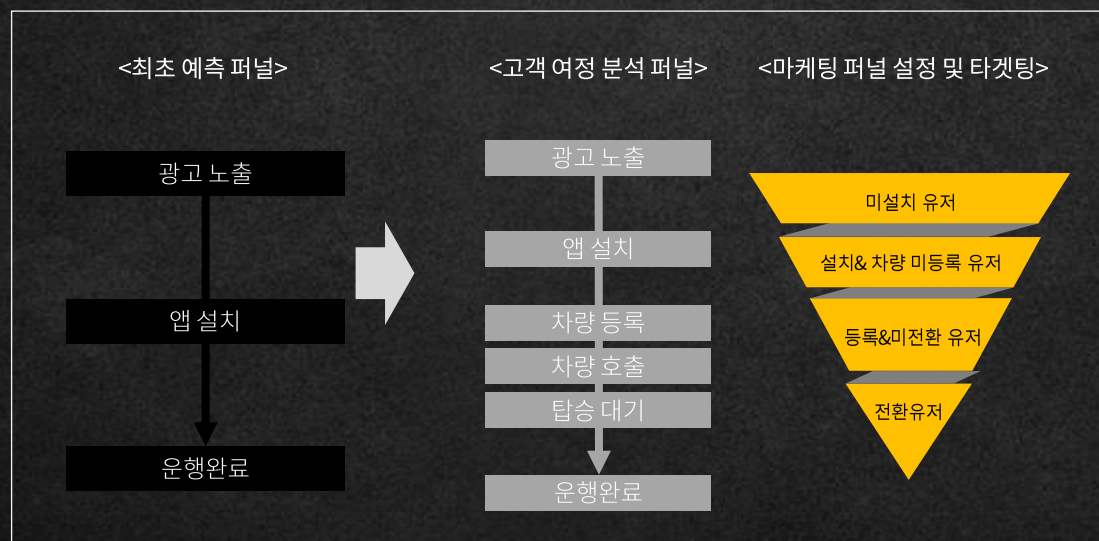 <최초 예측 퍼널>
광고 노출
앱 설치
운행완료
<고객 여정 분석 퍼널>
광고 노출
앱 설치
차량 등록
차량 호출
탑승 대기
운행완료
<마케팅 퍼널 설정 및 타겟팅>
미설치 유저
설치& 차량 미등록 유저
등록&미전환 유저
전환유저